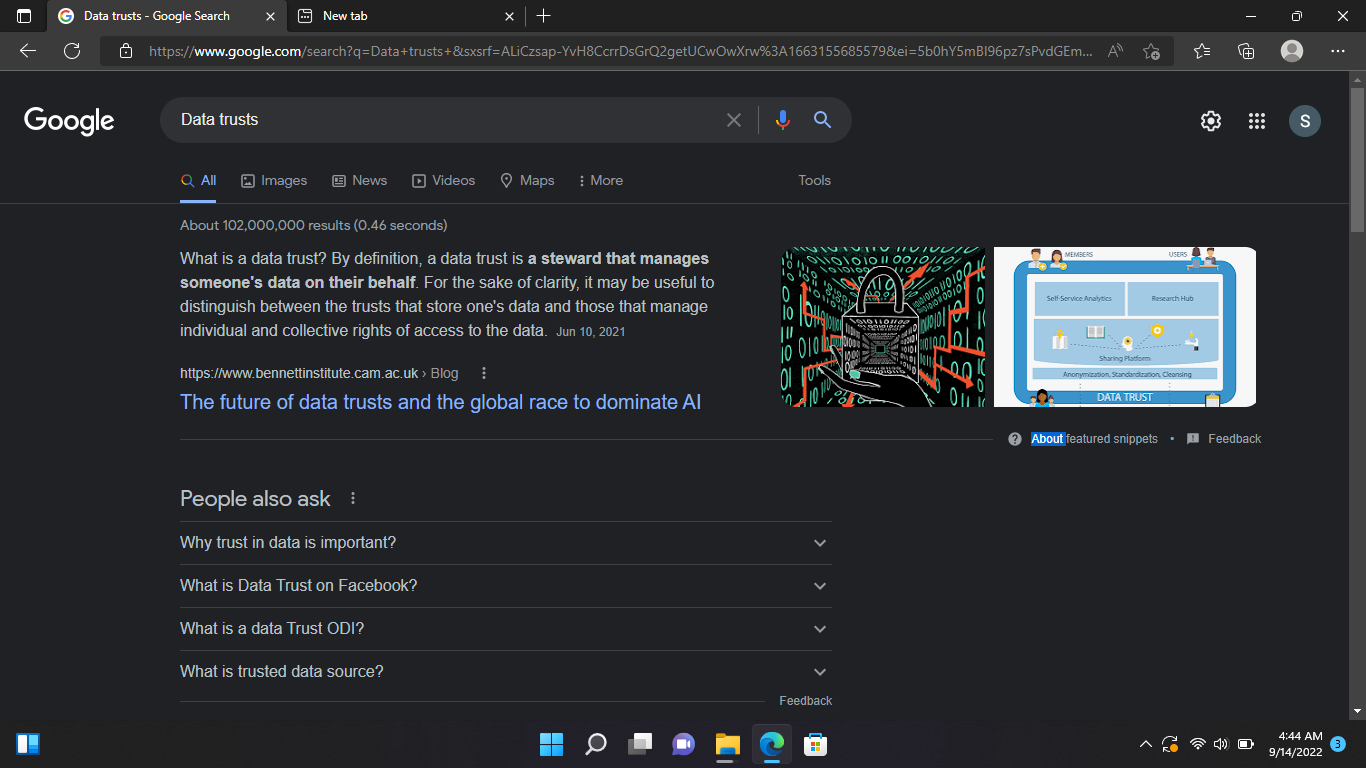 Data trusts - Google Search
New tab
https://www.google.com/search?q=Data+trusts+&sxsrf=ALiCzsap-YvH8CcrrDsGrQ2getUCwOwXrw%3A1663155685579&ei=5b0hY5mBI96pz7sPvdGEm...
Google
Data trusts
S
All
Images
News
Videos
Maps
More
Tools
About 102,000,000 results (0.46 seconds)
What is a data trust? By definition, a data trust is a steward that manages
someone's data on their behalf. For the sake of clarity, it may be useful to
distinguish between the trusts that store one's data and those that manage
individual and collective rights of access to the data. Jun 10, 2021
https://www.bennettinstitute.cam.ac.uk › Blog
The future of data trusts and the global race to dominate AI
MEMBERS
USERS
Self-Service Analytics
Research Hub
Sharing Platform
Anonymization, Standardization, Cleansing
DATA TRUST
About featured snippets • Feedback
People also ask
Why trust in data is important?
What is Data Trust on Facebook?
What is a data Trust ODI?
What is trusted data source?
Feedback
4:44 AM
9/14/2022
3